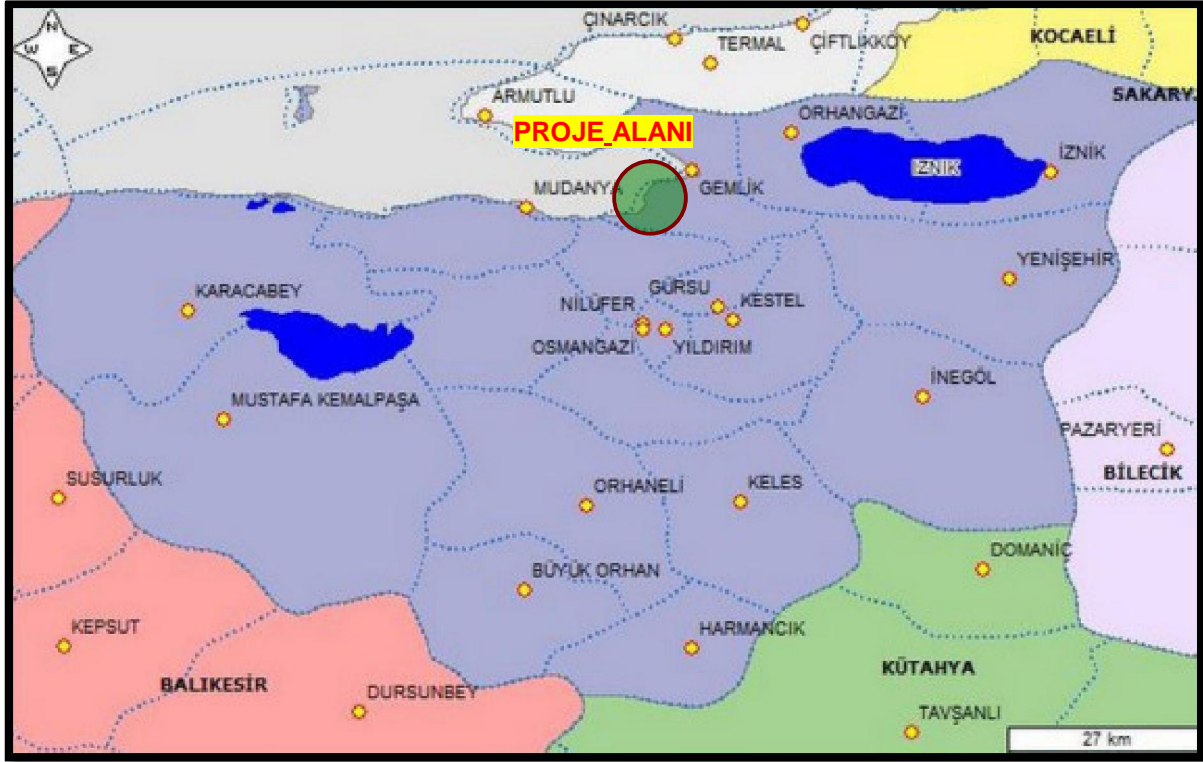 N
W E
S
ÇINARCIK
TERMAL
ÇİFTLİKKÖY
KOCAELİ
SAKARY
ARMUTLU
ORHANGAZİ
PROJE_ALANI
İZNİK
İZNİK
MUDANYA
GEMLİK
YENİŞEHİR
KARACABEY
GÜRSU
KESTEL
NİLÜFER
OSMANGAZİ
YILDIRIM
İNEGÖL
MUSTAFA KEMALPAŞA
PAZARYERİ
BİLECİK
SUSURLUK
ORHANELİ
KELES
DOMANİÇ
BÜYÜK ORHAN
KEPSUT
HARMANCIK
KÜTAHYA
BALIKESİR
DURSUNBEY
TAVŞANLI
27 km